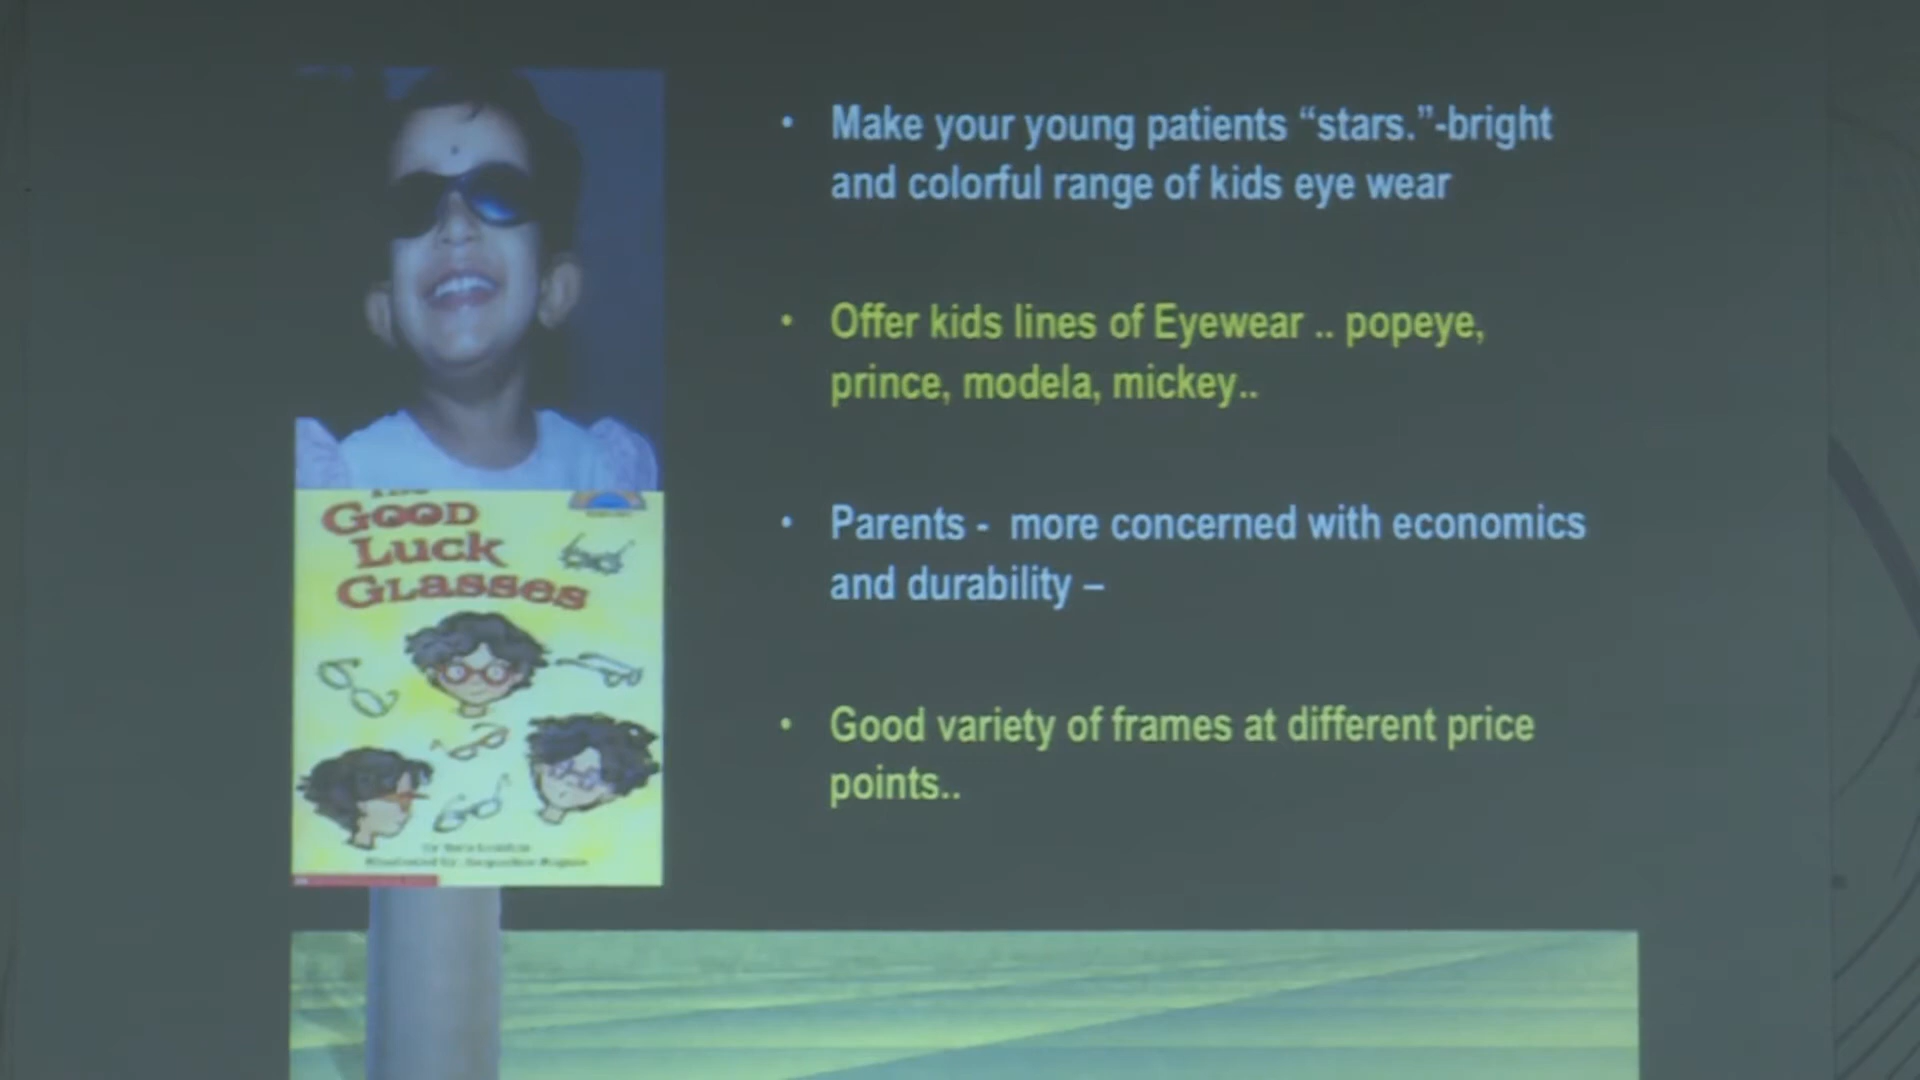 Make your young patients “stars.”-bright
and colorful range of kids eye wear
Offer kids lines of Eyewear .. popeye,
prince, modela, mickey..
Parents - more concerned with economics
and durability –
Good variety of frames at different price
points..
GOOD
LUCK
GLASSES